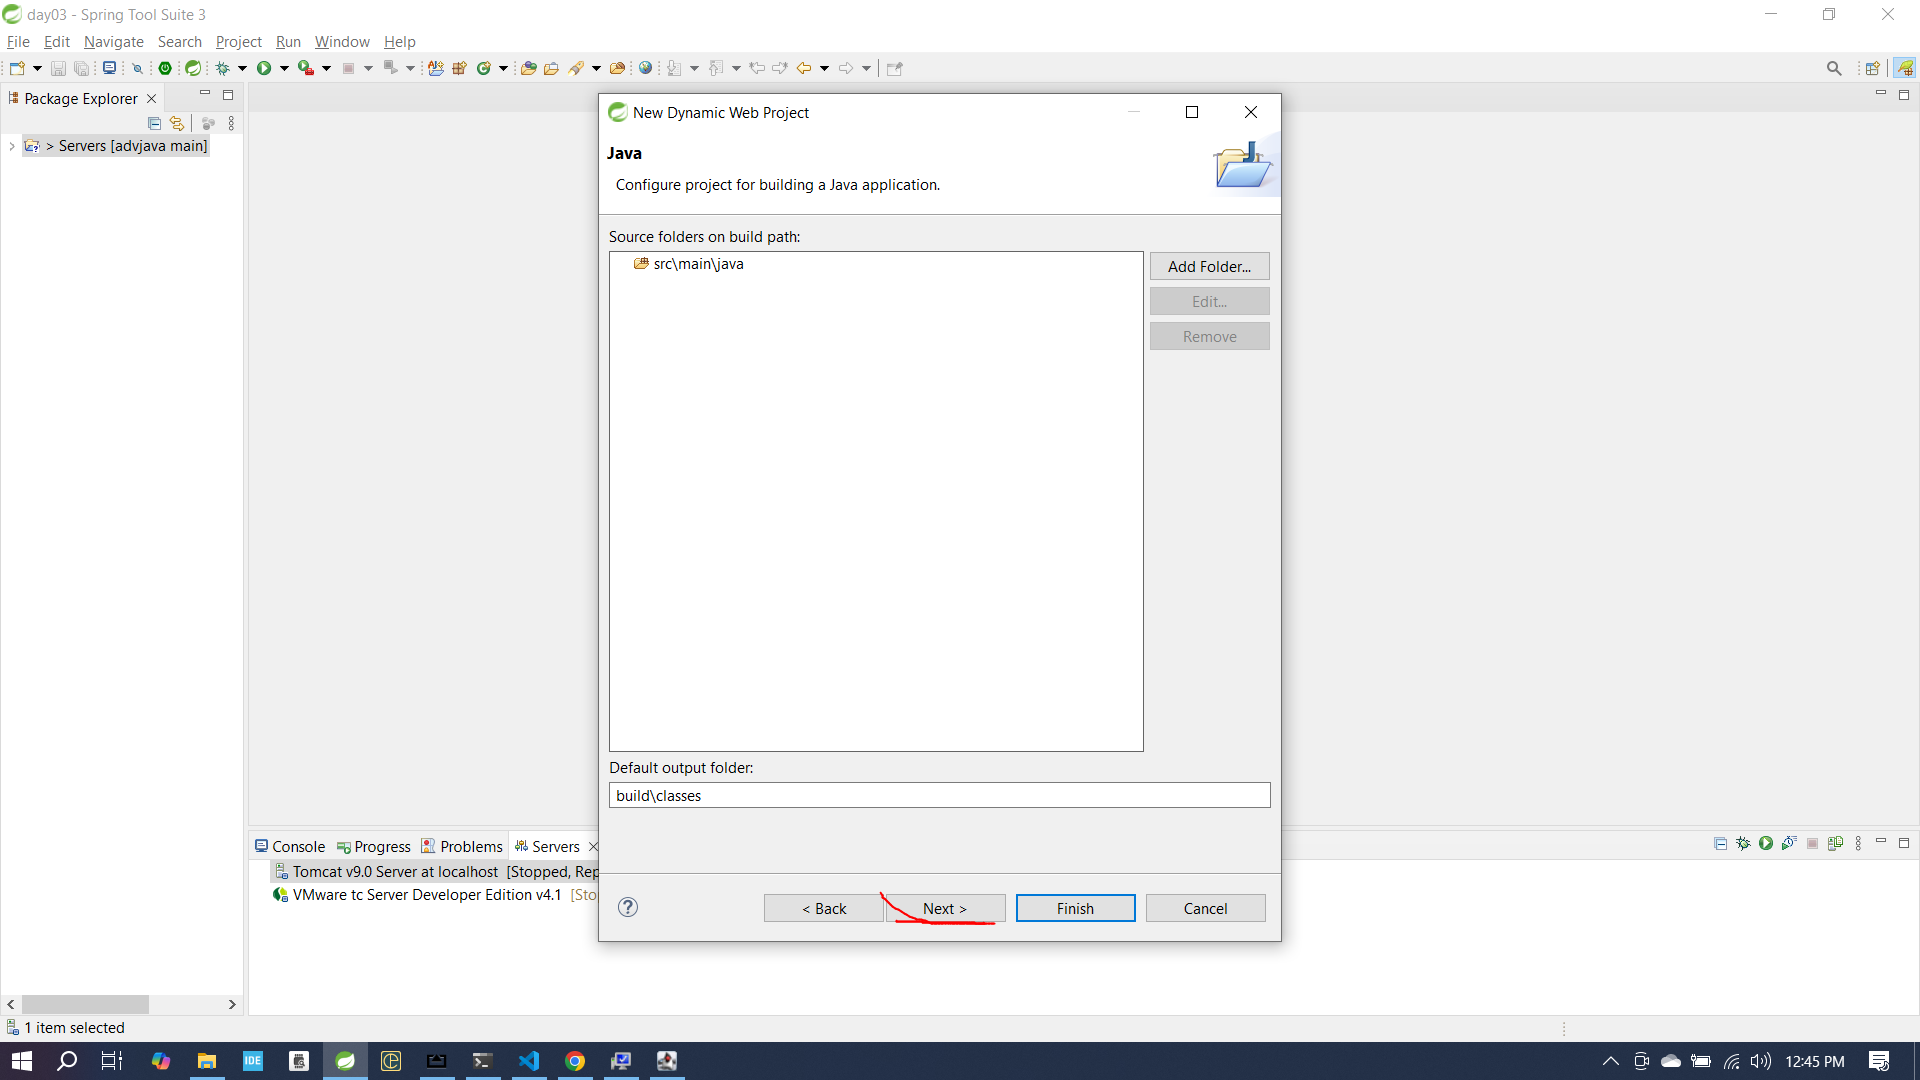 day03 - Spring Tool Suite 3
File Edit Navigate Search Project Run Window Help
Package Explorer
> Servers [advjava main]
New Dynamic Web Project
Java
Configure project for building a Java application.
Source folders on build path:
src\main\java
Add Folder...
Edit...
Remove
Default output folder:
build\classes
Console Progress Problems Servers
Tomcat v9.0 Server at localhost [Stopped, Rep
VMware tc Server Developer Edition v4.1 [Sto
< Back Next > Finish Cancel
1 item selected
IDE
12:45 PM